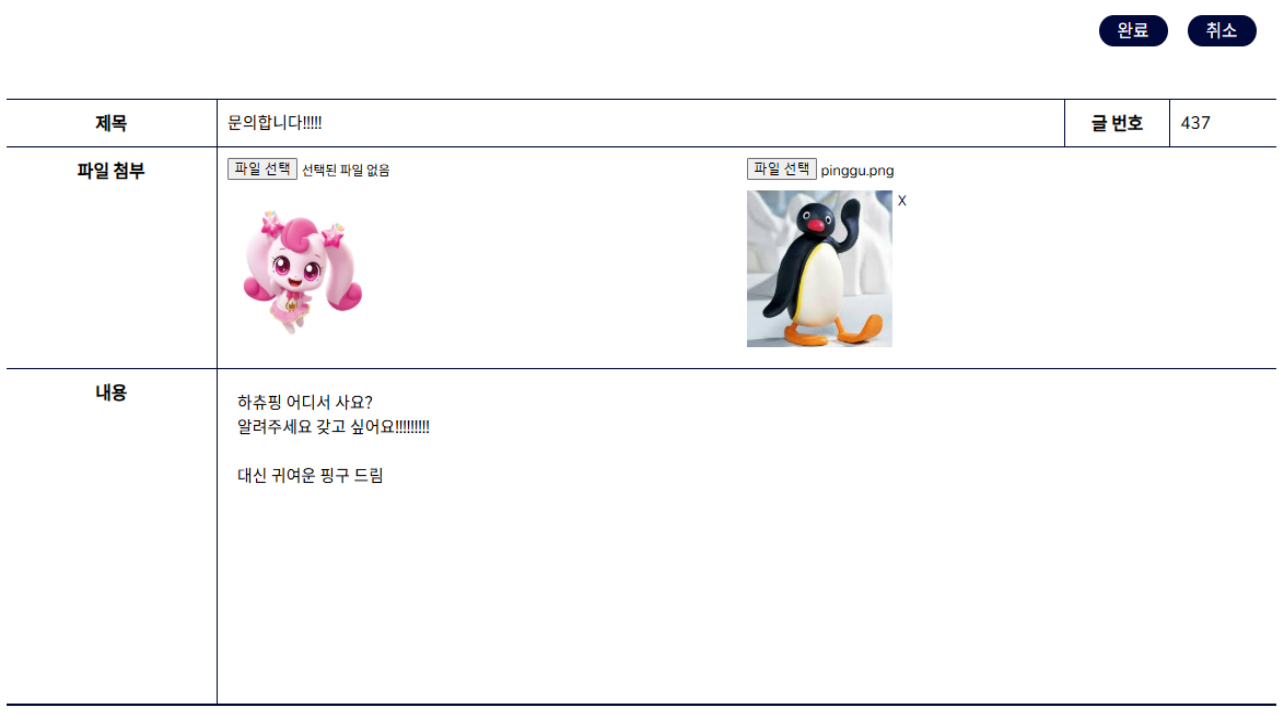 완료 취소
제목 문의합니다!!!!! 글 번호 437
파일 첨부 파일 선택 선택된 파일 없음 파일 선택 pinggu.png
X
내용
하츄핑 어디서 사요?
알려주세요 갖고 싶어요!!!!!!!!!
대신 귀여운 핑구 드림